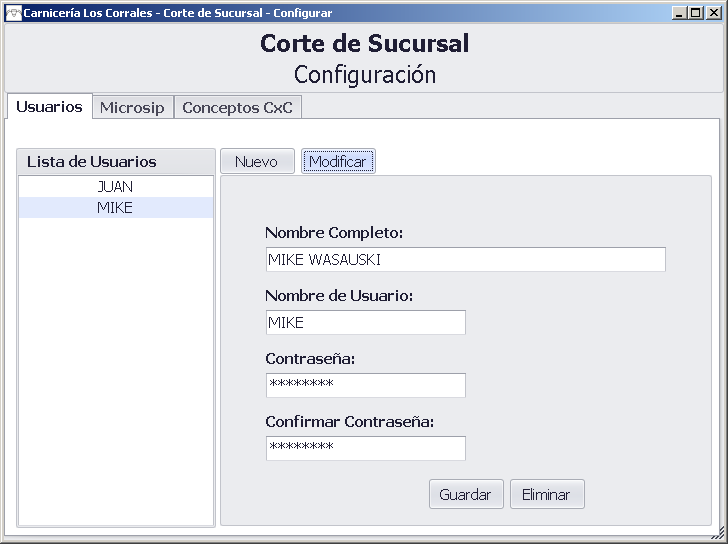 Carnicería Los Corrales - Corte de Sucursal - Configurar
Corte de Sucursal
Configuración
Usuarios Microsip Conceptos CxC
Lista de Usuarios
JUAN
MIKE
Nuevo Modificar
Nombre Completo:
MIKE WASAUSKI
Nombre de Usuario:
MIKE
Contraseña:
********
Confirmar Contraseña:
********
Guardar Eliminar